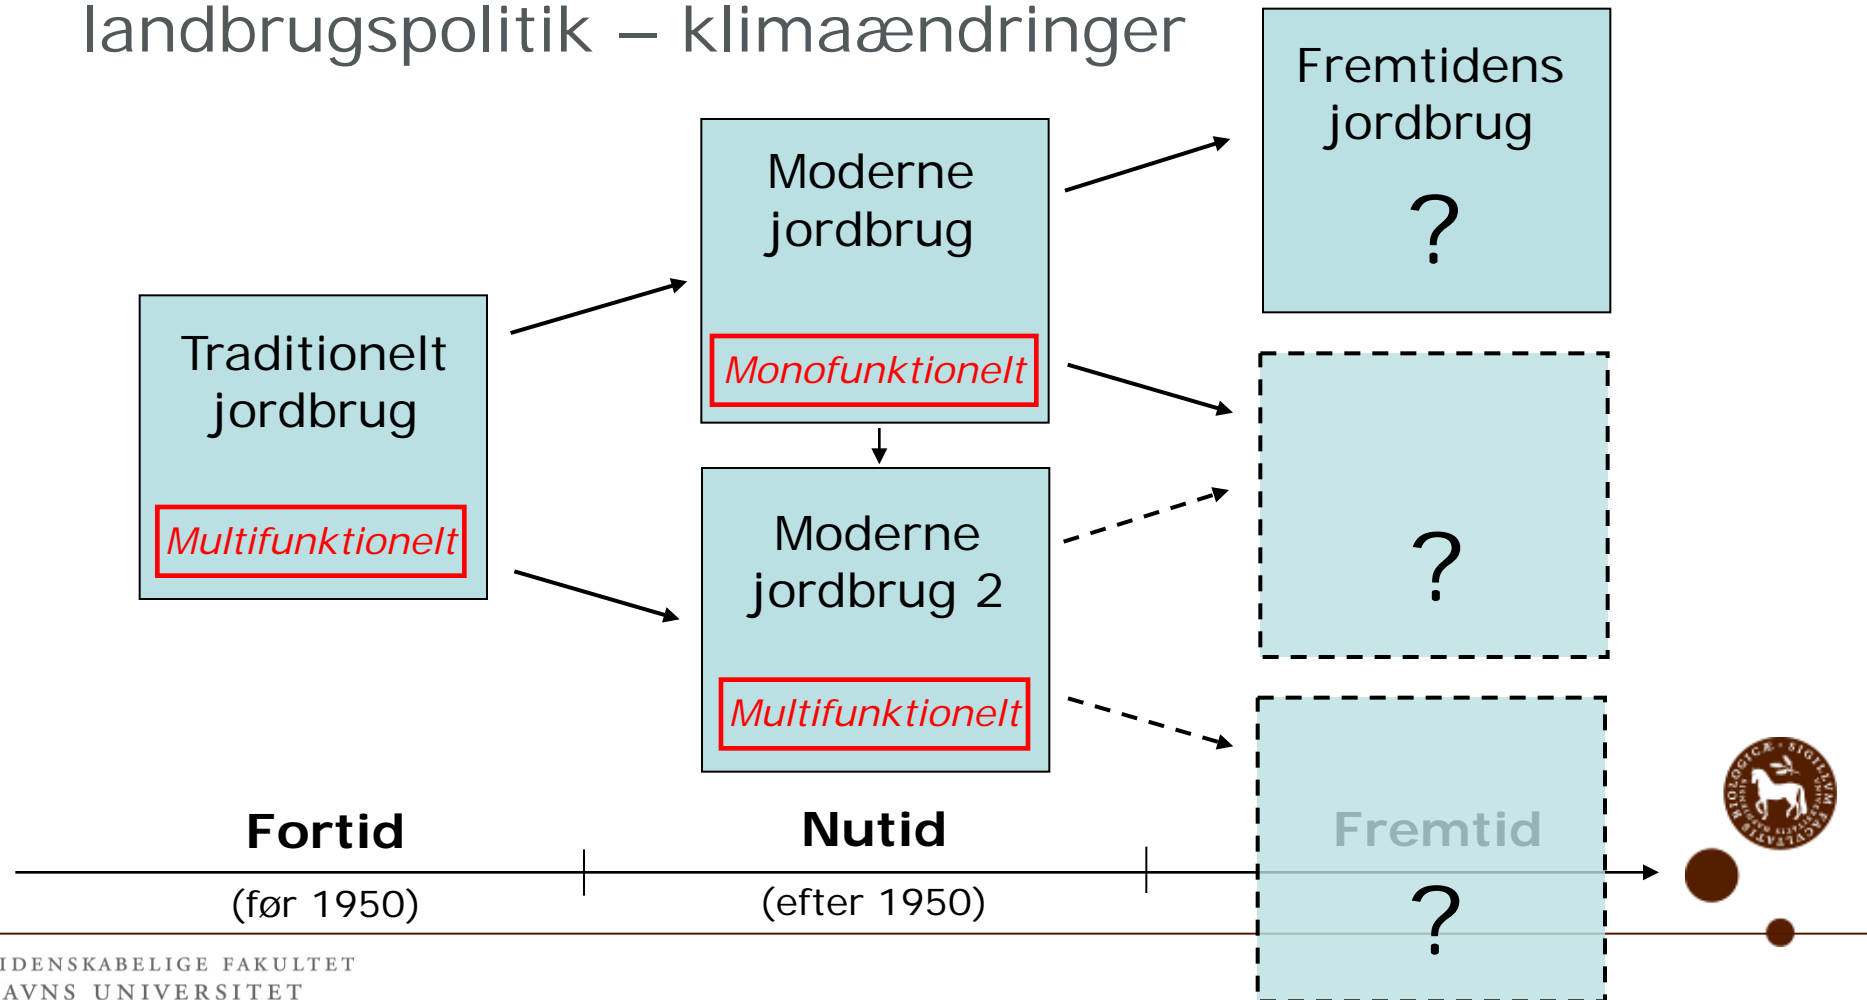 landbrugspolitik – klimaændringer
Fremtidens
jordbrug
?
Moderne
jordbrug
Monofunktionelt
Traditionelt
jordbrug
Multifunktionelt
Moderne
jordbrug 2
Multifunktionelt
?
Fortid
Nutid
Fremtid
(før 1950)
(efter 1950)
?
IDENSKABELIGE FAKULTET
AVNS UNIVERSITET